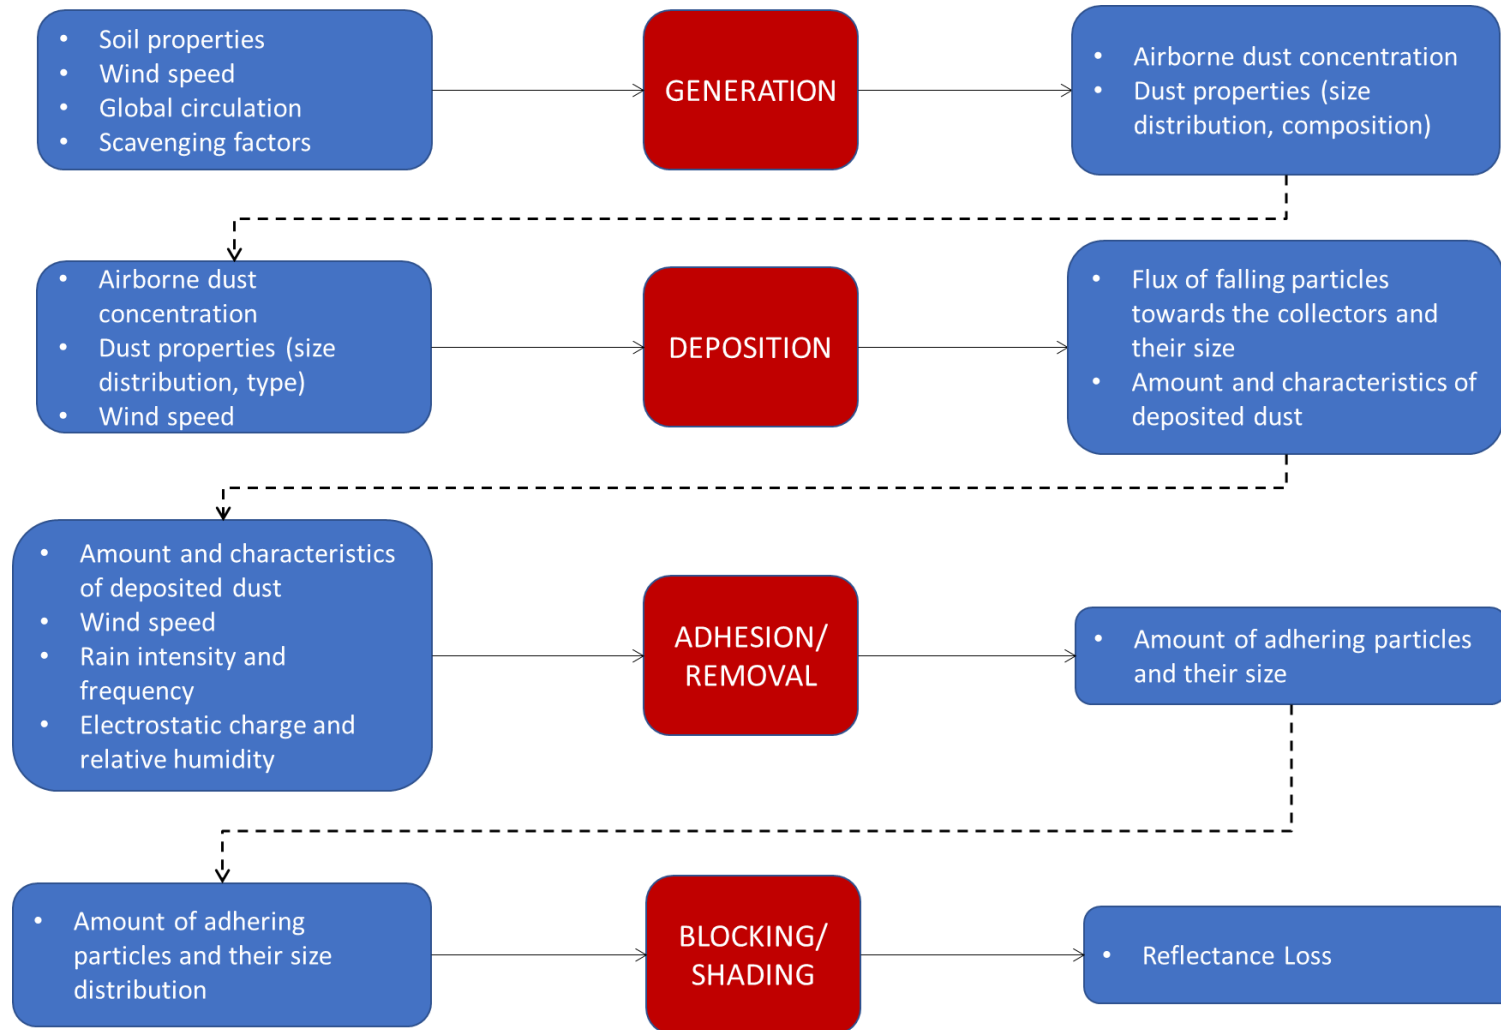 • Soil properties
• Wind speed
• Global circulation
• Scavenging factors
GENERATION
• Airborne dust concentration
• Dust properties (size
distribution, composition)
• Airborne dust
concentration
• Dust properties (size
distribution, type)
• Wind speed
DEPOSITION
• Flux of falling particles
towards the collectors and
their size
• Amount and characteristics of
deposited dust
• Amount and characteristics
of deposited dust
• Wind speed
• Rain intensity and
frequency
• Electrostatic charge and
relative humidity
ADHESION/
REMOVAL
• Amount of adhering particles
and their size
• Amount of adhering
particles and their size
distribution
BLOCKING/
SHADING
• Reflectance Loss